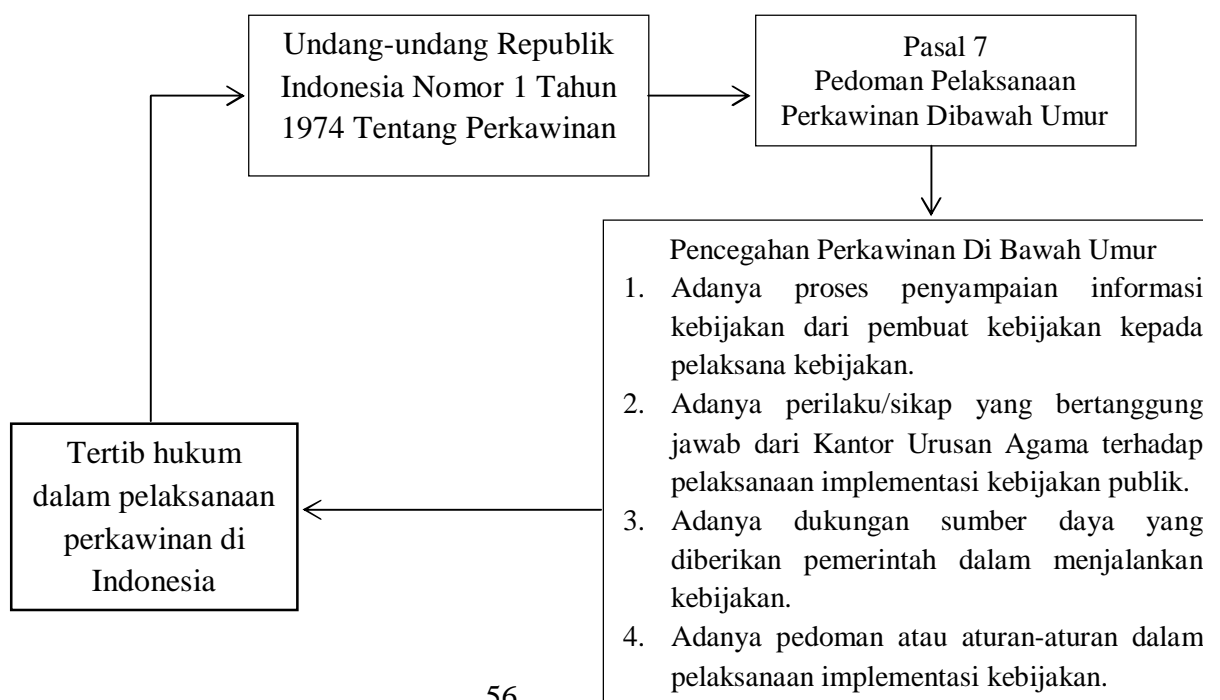 Undang-undang Republik
Indonesia Nomor 1 Tahun
1974 Tentang Perkawinan
Pasal 7
Pedoman Pelaksanaan
Perkawinan Dibawah Umur
Pencegahan Perkawinan Di Bawah Umur
1. Adanya proses penyampaian informasi
kebijakan dari pembuat kebijakan kepada
pelaksana kebijakan.
2. Adanya perilaku/sikap yang bertanggung
jawab dari Kantor Urusan Agama terhadap
pelaksanaan implementasi kebijakan publik.
3. Adanya dukungan sumber daya yang
diberikan pemerintah dalam menjalankan
kebijakan.
4. Adanya pedoman atau aturan-aturan dalam
pelaksanaan implementasi kebijakan.
Tertib hukum
dalam pelaksanaan
perkawinan di
Indonesia
56